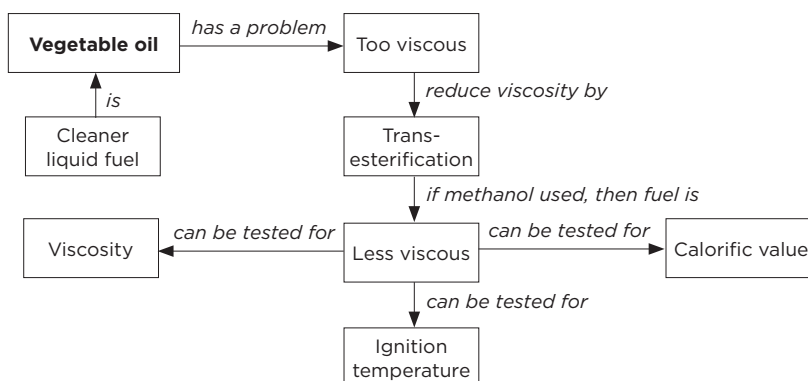 Vegetable oil
has a problem
Too viscous
is
reduce viscosity by
Cleaner
liquid fuel
Trans-
esterification
if methanol used, then fuel is
Viscosity
can be tested for
Less viscous
can be tested for
Calorific value
can be tested for
Ignition
temperature